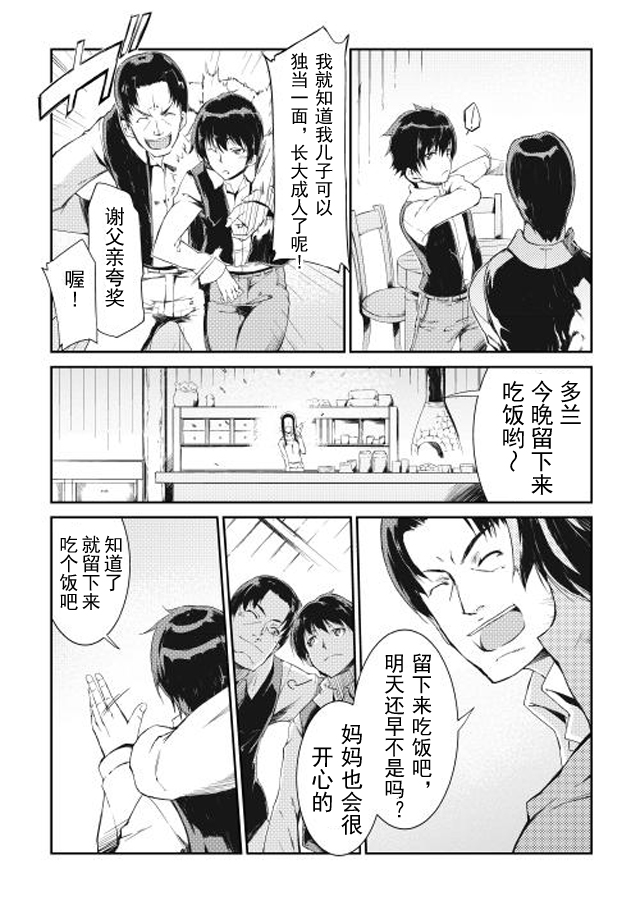 我就知道我儿子可以
独当一面，长大成人了呢！
谢父亲夸奖
喔！
多兰
今晚留下来
吃饭哟～
留下来吃饭吧，
明天还早不是吗？
妈妈也会很
开心的
知道了
就留下来
吃个饭吧